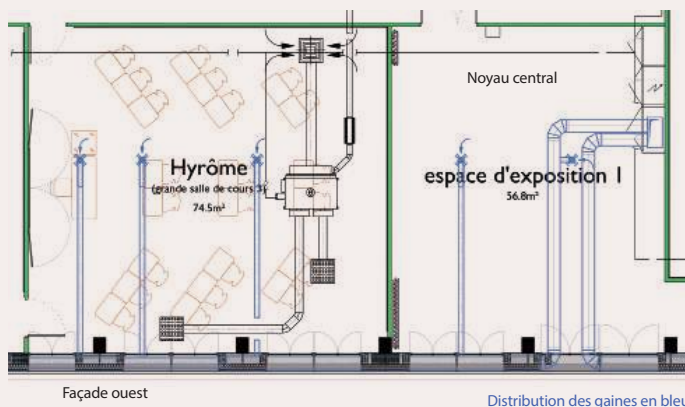 Noyau central
Hyrôme
(grande salle de cours 3)
74.5m²
espace d'exposition 1
56.8m²
Façade ouest
Distribution des gaines en bleu